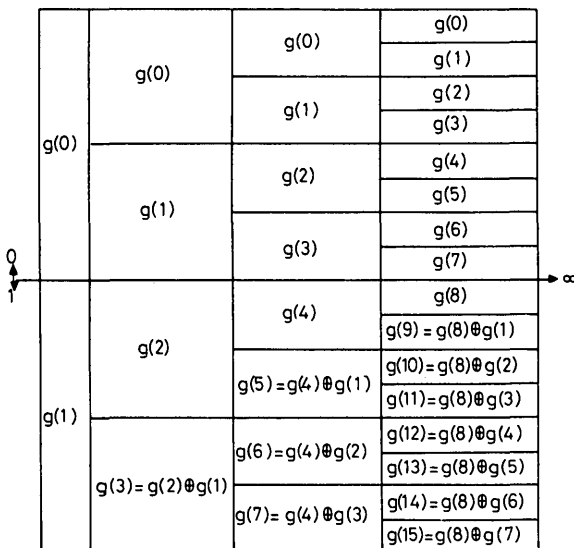 g(0)
g(0)
g(0)
g(0)
g(1)
g(1)
g(2)
g(3)
g(1)
g(2)
g(4)
g(5)
g(3)
g(6)
g(7)
0
1
∞
g(1)
g(2)
g(4)
g(8)
g(9)=g(8)⊕g(1)
g(5)=g(4)⊕g(1)
g(10)=g(8)⊕g(2)
g(11)=g(8)⊕g(3)
g(3)=g(2)⊕g(1)
g(6)=g(4)⊕g(2)
g(12)=g(8)⊕g(4)
g(13)=g(8)⊕g(5)
g(7)=g(4)⊕g(3)
g(14)=g(8)⊕g(6)
g(15)=g(8)⊕g(7)